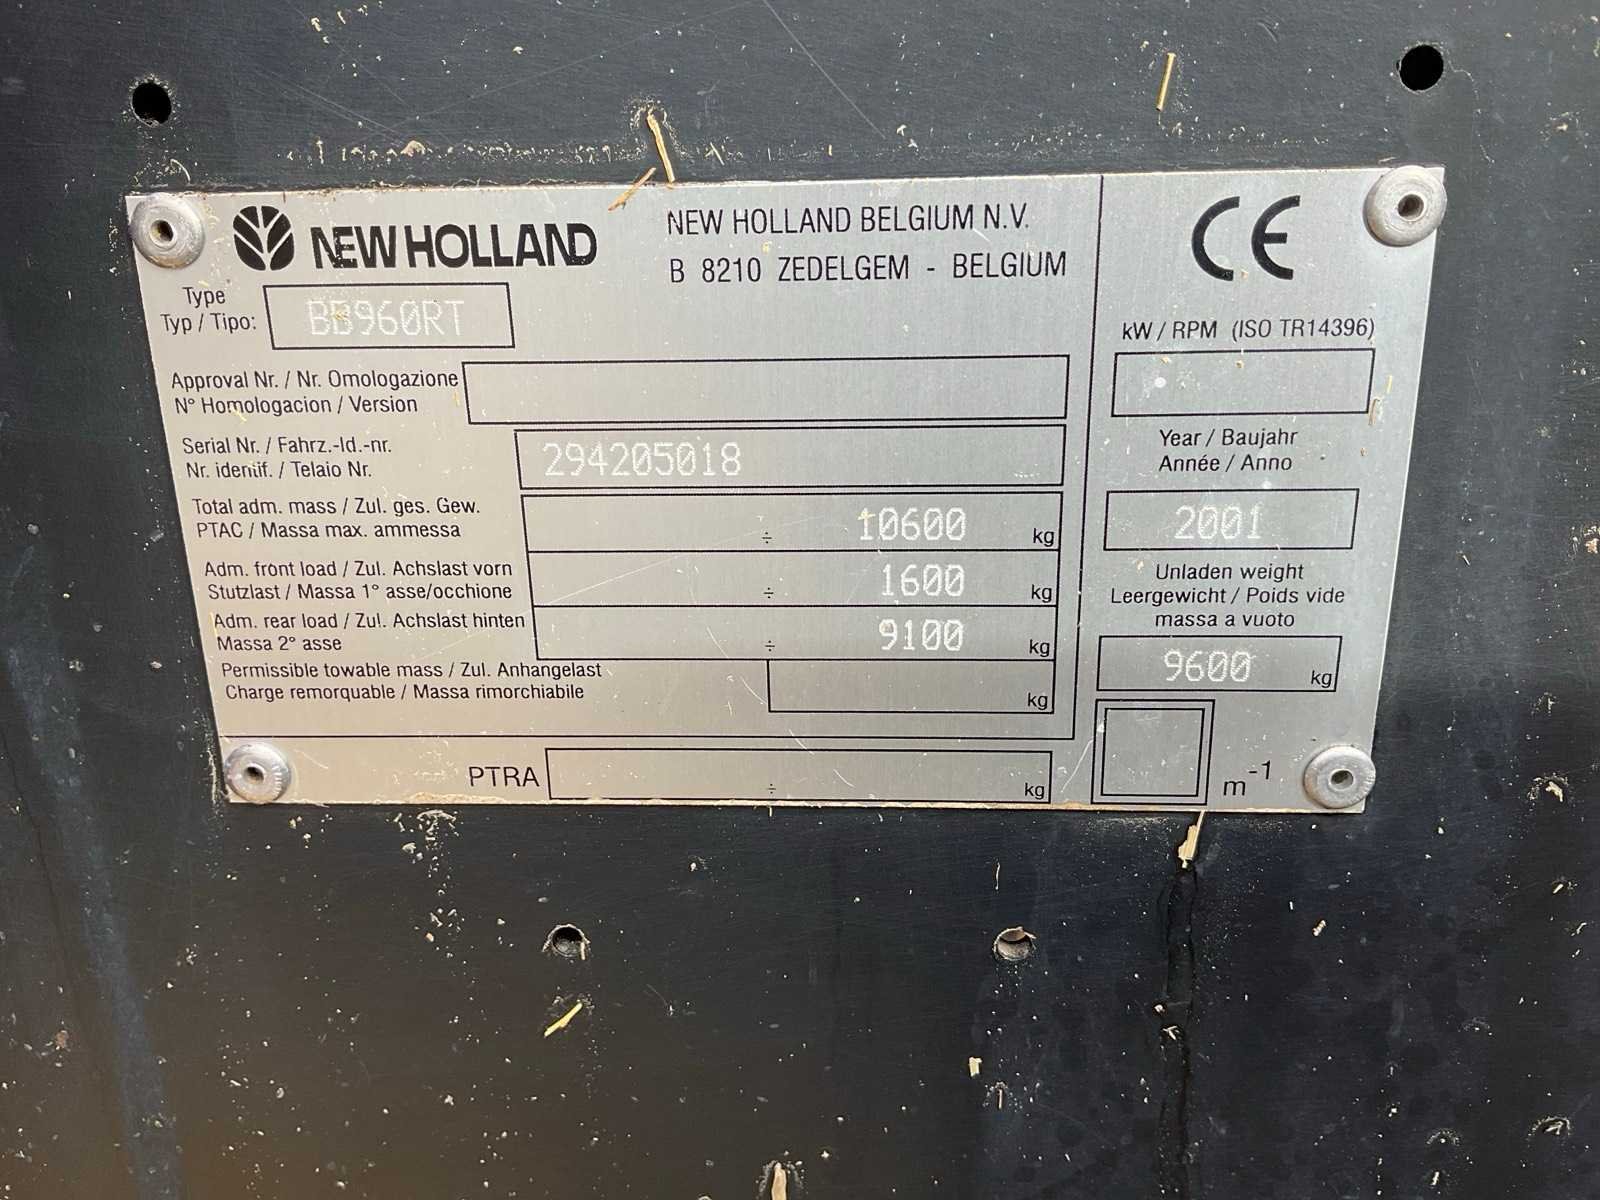 NEW HOLLAND
NEW HOLLAND BELGIUM N.V.
B 8210 ZEDELGEM - BELGIUM
Type
Typ / Tipo:
BB960RT
Approval Nr. / Nr. Omologazione
N° Homologacion / Version
Serial Nr. / Fahrz.-Id.-nr.
Nr. identif. / Telaio Nr.
294205018
Total adm. mass / Zul. ges. Gew.
PTAC / Massa max. ammessa
÷ 10600 kg
Adm. front load / Zul. Achslast vorn
Stutzlast / Massa 1° asse/occhione
÷ 1600 kg
Adm. rear load / Zul. Achslast hinten
Massa 2° asse
÷ 9100 kg
Permissible towable mass / Zul. Anhangelast
Charge remorquable / Massa rimorchiabile
kg
PTRA
÷ kg
CE
kW / RPM (ISO TR14396)
Year / Baujahr
Année / Anno
2001
Unladen weight
Leergewicht / Poids vide
massa a vuoto
9600 kg
m-1